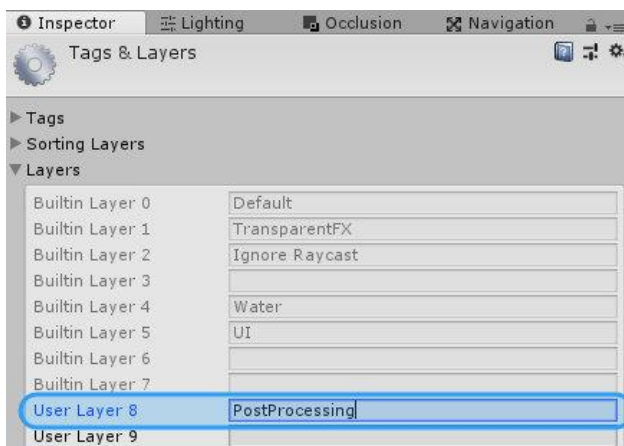 Inspector Lighting Occlusion Navigation
Tags & Layers
Tags
Sorting Layers
Layers
Builtin Layer 0 Default
Builtin Layer 1 TransparentFX
Builtin Layer 2 Ignore Raycast
Builtin Layer 3
Builtin Layer 4 Water
Builtin Layer 5 UI
Builtin Layer 6
Builtin Layer 7
User Layer 8 PostProcessing
User Layer 9